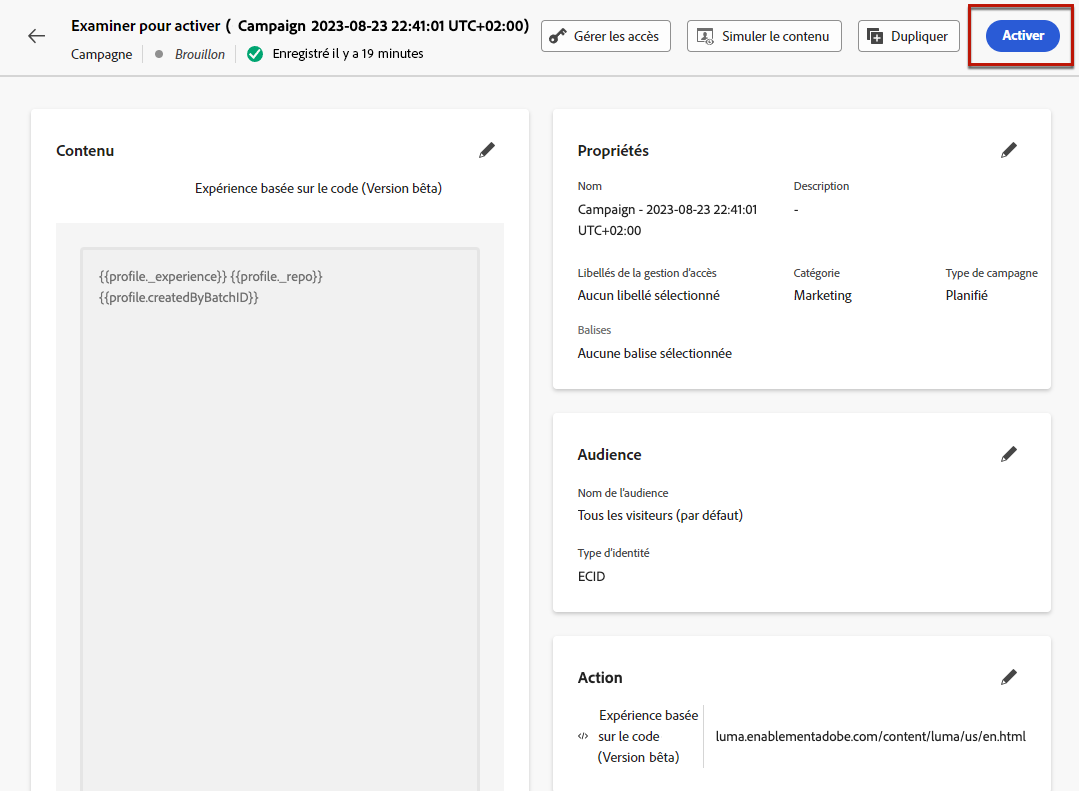 Examiner pour activer ( Campaign 2023-08-23 22:41:01 UTC+02:00)
Campagne
Brouillon
Enregistré il y a 19 minutes
Gérer les accès
Simuler le contenu
Dupliquer
Activer
Contenu
Expérience basée sur le code (Version bêta)
{{profile._experience}} {{profile._repo}}
{{profile.createdByBatchID}}
Propriétés
Nom
Description
Campaign - 2023-08-23 22:41:01
UTC+02:00
-
Libellés de la gestion d'accès
Catégorie
Type de campagne
Aucun libellé sélectionné
Marketing
Planifié
Balises
Aucune balise sélectionnée
Audience
Nom de l'audience
Tous les visiteurs (par défaut)
Type d'identité
ECID
Action
Expérience basée
sur le code
(Version bêta)
luma.enablementadobe.com/content/luma/us/en.html